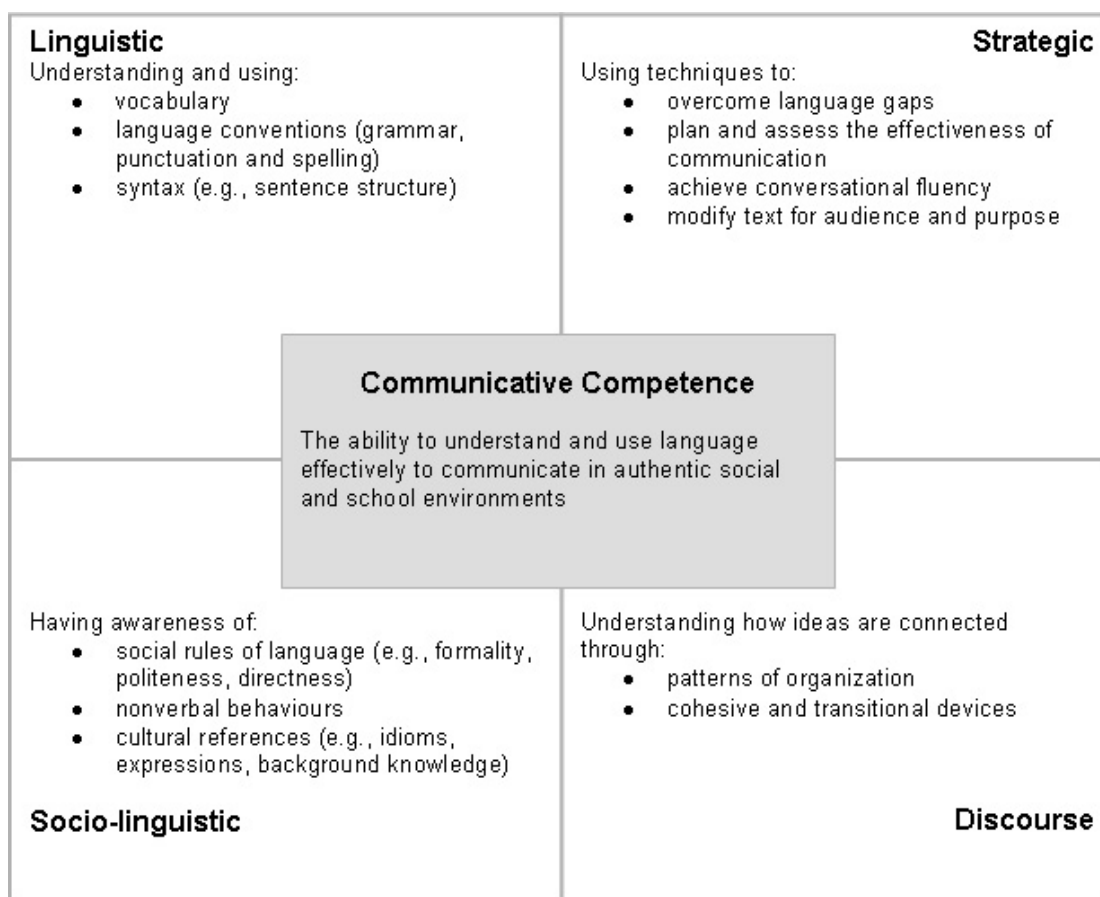 Linguistic
Understanding and using:
• vocabulary
• language conventions (grammar,
punctuation and spelling)
• syntax (e.g., sentence structure)
Strategic
Using techniques to:
• overcome language gaps
• plan and assess the effectiveness of
communication
• achieve conversational fluency
• modify text for audience and purpose
Communicative Competence
The ability to understand and use language
effectively to communicate in authentic social
and school environments
Having awareness of:
• social rules of language (e.g., formality,
politeness, directness)
• nonverbal behaviours
• cultural references (e.g., idioms,
expressions, background knowledge)
Socio-linguistic
Understanding how ideas are connected
through:
• patterns of organization
• cohesive and transitional devices
Discourse